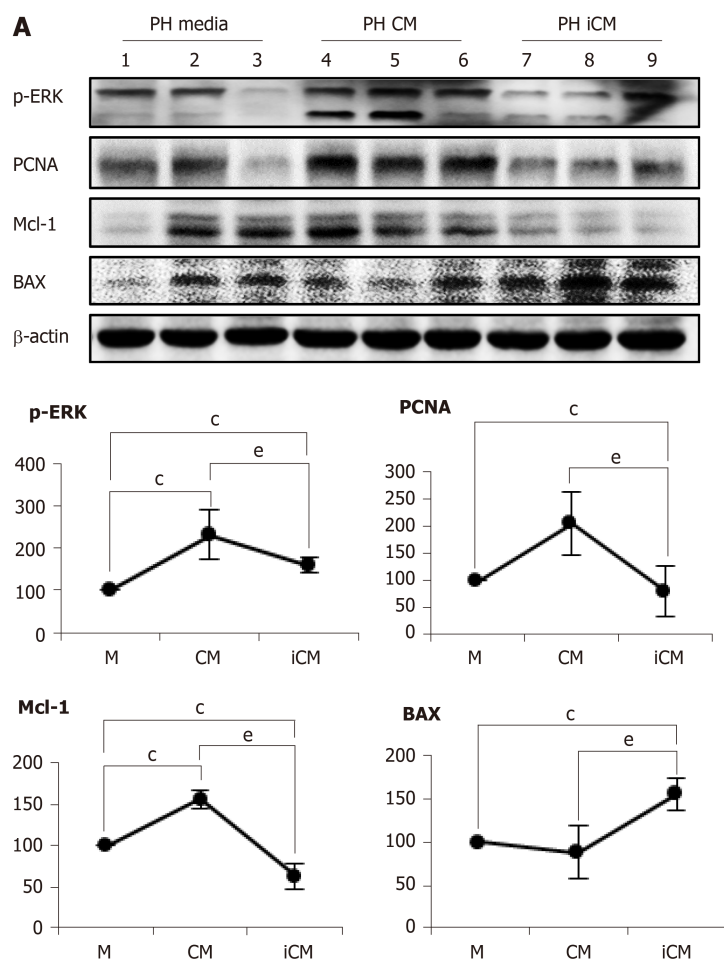 A
PH media PH CM PH iCM
1 2 3 4 5 6 7 8 9
p-ERK
PCNA
Mcl-1
BAX
β-actin
p-ERK
c
e
c
400
300
200
100
0
M CM iCM
PCNA
c
e
300
250
200
150
100
50
0
M CM iCM
Mcl-1
c
e
c
200
150
100
50
0
M CM iCM
BAX
c
e
200
150
100
50
0
M CM iCM